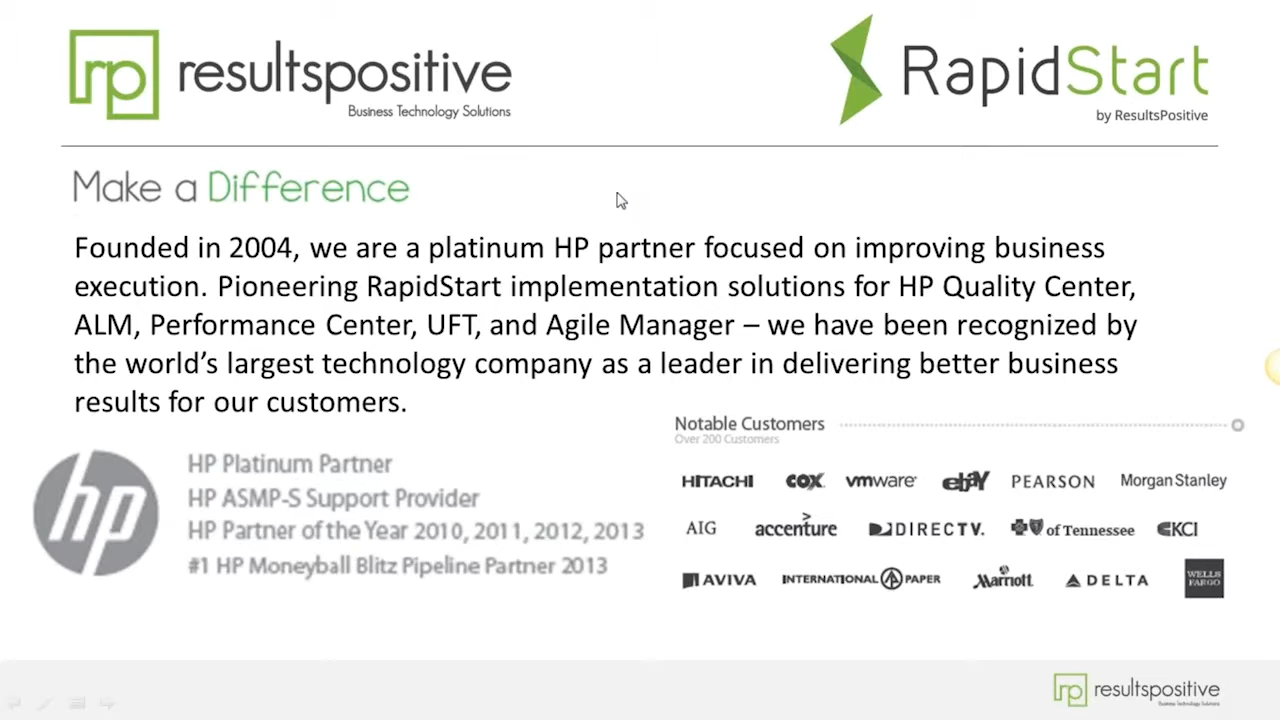 rp resultspositive
Business Technology Solutions
RapidStart
by ResultsPositive
Make a Difference
Founded in 2004, we are a platinum HP partner focused on improving business
execution. Pioneering RapidStart implementation solutions for HP Quality Center,
ALM, Performance Center, UFT, and Agile Manager – we have been recognized by
the world's largest technology company as a leader in delivering better business
results for our customers.
Notable Customers
Over 200 Customers
hp
HP Platinum Partner
HP ASMP-S Support Provider
HP Partner of the Year 2010, 2011, 2012, 2013
#1 HP Moneyball Blitz Pipeline Partner 2013
HITACHI COX vmware ebay PEARSON Morgan Stanley
AIG accenture DIRECTV. of Tennessee KCI
AVIVA INTERNATIONAL PAPER Marriott DELTA WELLS FARGO
rp resultspositive
Business Technology Solutions